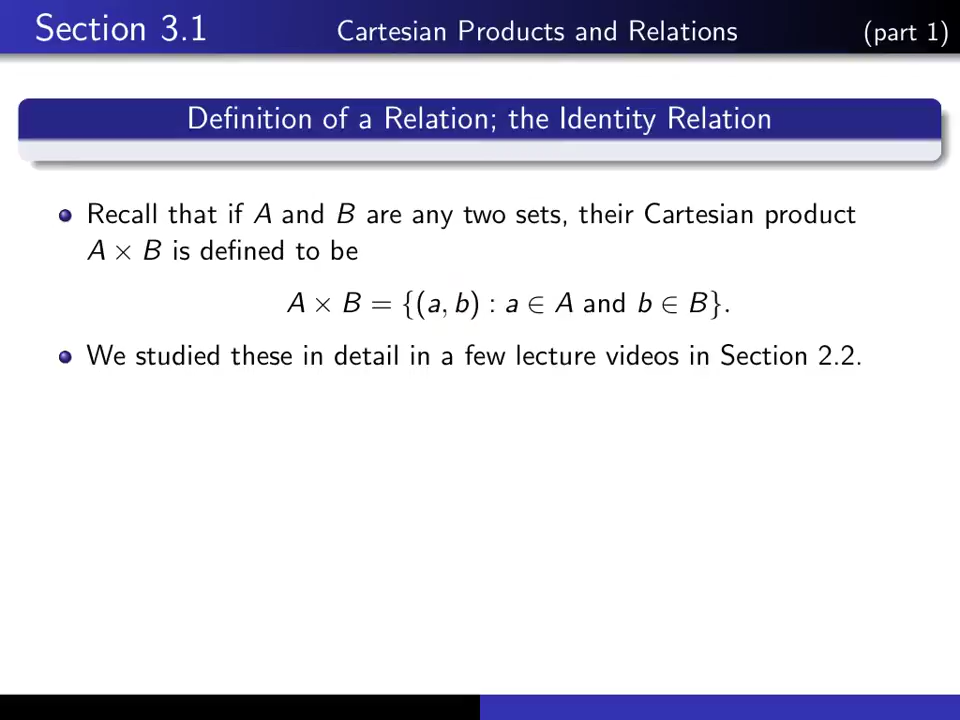 Section 3.1 Cartesian Products and Relations (part 1)
Definition of a Relation; the Identity Relation
Recall that if A and B are any two sets, their Cartesian product
A × B is defined to be
A × B = {(a, b) : a ∈ A and b ∈ B}.
We studied these in detail in a few lecture videos in Section 2.2.